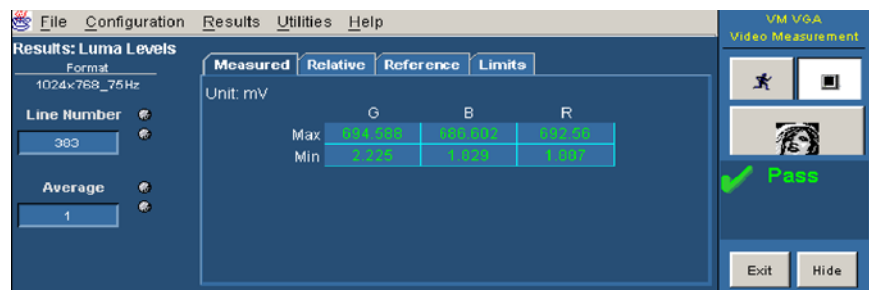 File Configuration Results Utilities Help
VM VGA
Video Measurement
Results: Luma Levels
Format
1024x768_75Hz
Line Number
383
Average
1
Measured Relative Reference Limits
Unit: mV
G B R
Max 694.588 686.602 692.56
Min 2.225 1.829 1.887
Pass
Exit Hide